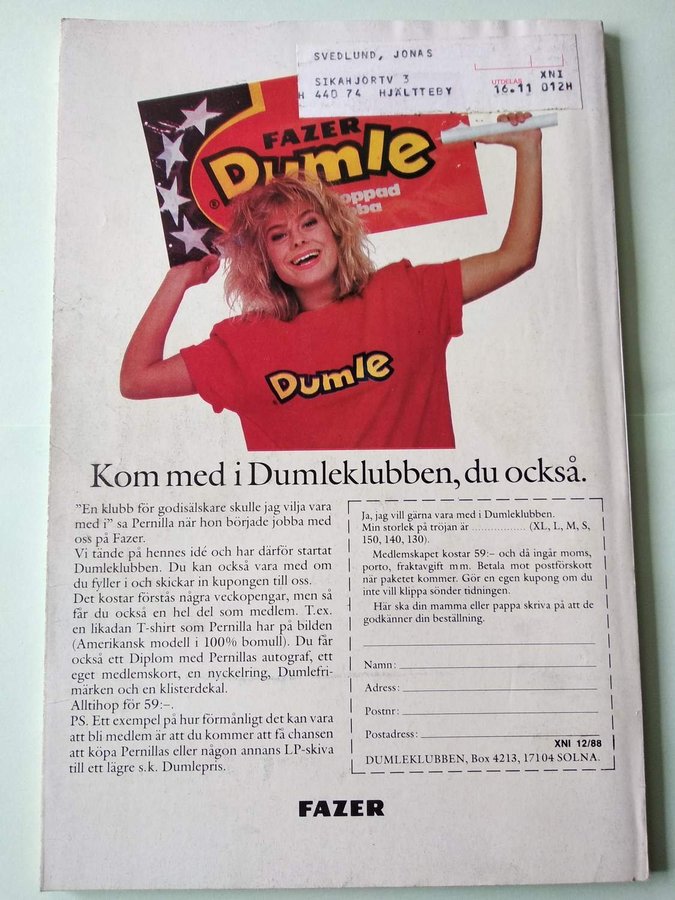 SVEDLUND, JONAS
SIKAHJORTV 3
H 440 74 HJÄLTEBY
UTDELAS
16.11
XNI
012H
FAZER
Dumle
®
oppad
ba
Dumle
Kom med i Dumleklubben, du också.
"En klubb för godisälskare skulle jag vilja vara
med i" sa Pernilla när hon började jobba med
oss på Fazer.
Vi tände på hennes idé och har därför startat
Dumleklubben. Du kan också vara med om
du fyller i och skickar in kupongen till oss.
Det kostar förstås några veckopengar, men så
får du också en hel del som medlem. T.ex.
en likadan T-shirt som Pernilla har på bilden
(Amerikansk modell i 100% bomull). Du får
också ett Diplom med Pernillas autograf, ett
eget medlemskort, en nyckelring, Dumlefri-
märken och en klisterdekal.
Alltihop för 59:-.
PS. Ett exempel på hur förmånligt det kan vara
att bli medlem är att du kommer att få chansen
att köpa Pernillas eller någon annans LP-skiva
till ett lägre s.k. Dumlepris.
Ja, jag vill gärna vara med i Dumleklubben.
Min storlek på tröjan är ................ (XL, L, M, S,
150, 140, 130).
Medlemskapet kostar 59:- och då ingår moms,
porto, fraktavgift m m. Betala mot postförskott
när paketet kommer. Gör en egen kupong om du
inte vill klippa sönder tidningen.
Här ska din mamma eller pappa skriva på att de
godkänner din beställning.
Namn:
Adress:
Postnr:
Postadress:
XNI 12/88
DUMLEKLUBBEN, Box 4213, 17104 SOLNA.
FAZER